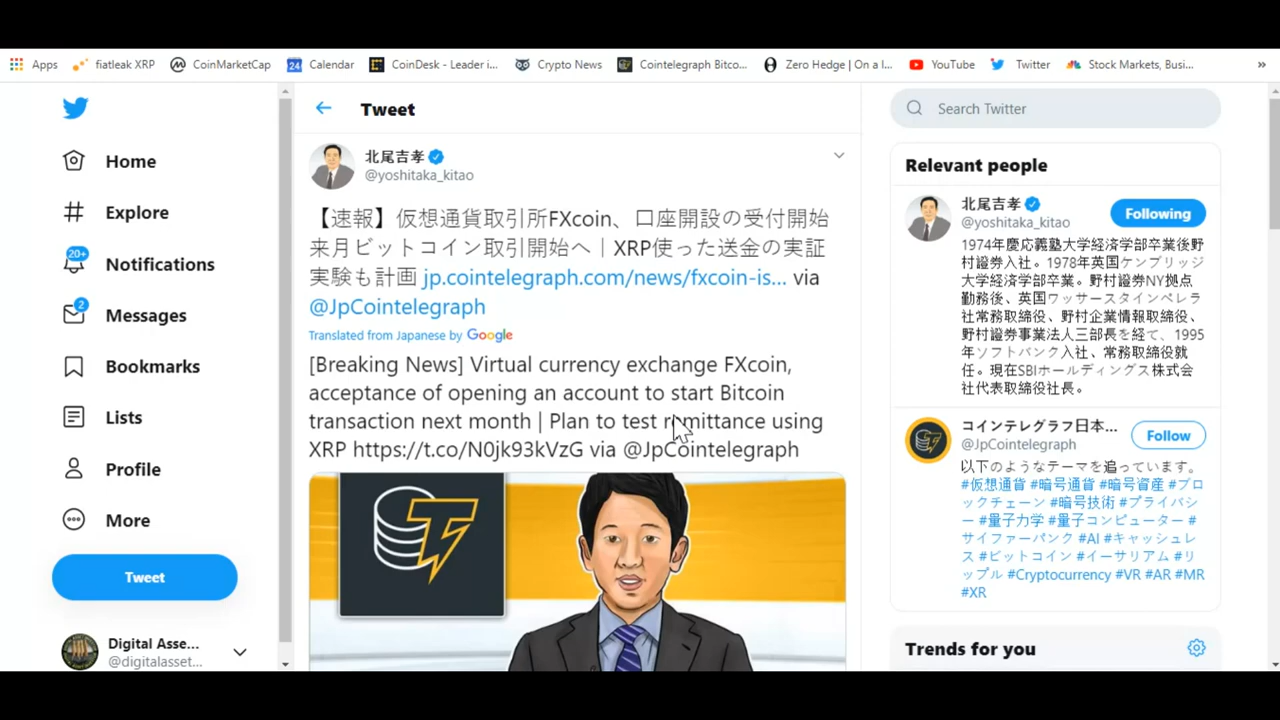 Apps
fiatleak XRP
CoinMarketCap
24
Calendar
CoinDesk - Leader i...
Crypto News
Cointelegraph Bitco...
Zero Hedge | On a l...
YouTube
Twitter
Stock Markets, Busi...
»
Home
Explore
20+
Notifications
2
Messages
Bookmarks
Lists
Profile
More
Tweet
Digital Asse...
@digitalasset...
Tweet
北尾吉孝
@yoshitaka_kitao
【速報】仮想通貨取引所FXcoin、口座開設の受付開始
来月ビットコイン取引開始へ | XRP使った送金の実証
実験も計画 jp.cointelegraph.com/news/fxcoin-is... via
@JpCointelegraph
Translated from Japanese by Google
[Breaking News] Virtual currency exchange FXcoin,
acceptance of opening an account to start Bitcoin
transaction next month | Plan to test remittance using
XRP https://t.co/N0jk93kVzG via @JpCointelegraph
Search Twitter
Relevant people
北尾吉孝
@yoshitaka_kitao
Following
1974年慶応義塾大学経済学部卒業後野
村證券入社。1978年英国ケンブリッジ
大学経済学部卒業。野村證券NY拠点
勤務後、英国ワッサースタインペレラ
社常務取締役、野村企業情報取締役、
野村證券事業法人三部長を経て、1995
年ソフトバンク入社、常務取締役就
任。現在SBIホールディングス株式会
社代表取締役社長。
コインテレグラフ日本...
@JpCointelegraph
Follow
以下のようなテーマを追っています。
#仮想通貨 #暗号通貨 #暗号資産 #ブロ
ックチェーン #暗号技術 #プライバシ
ー #量子力学 #量子コンピューター #
サイファーパンク #AI #キャッシュレ
ス #ビットコイン #イーサリアム #リ
ップル #Cryptocurrency #VR #AR #MR
#XR
Trends for you